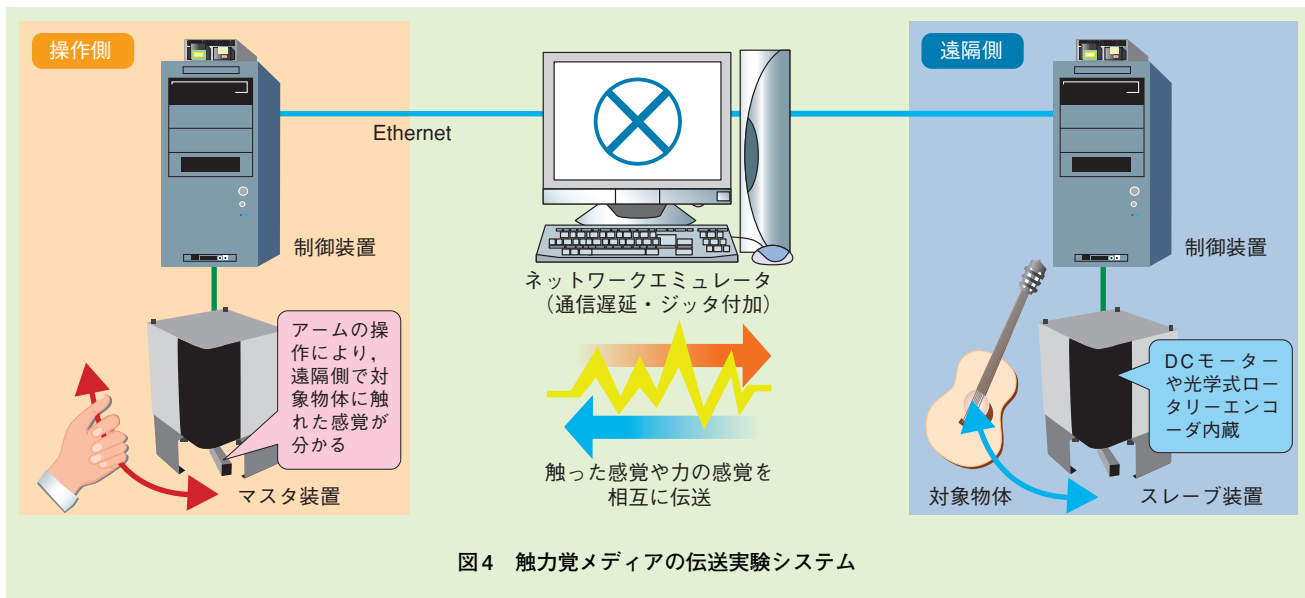 操作側
Ethernet
制御装置
アームの操
作により，
遠隔側で対
象物体に触
れた感覚が
分かる
マスタ装置
ネットワークエミュレータ
（通信遅延・ジッタ付加）
触った感覚や力の感覚を
相互に伝送
遠隔側
制御装置
DCモーター
や光学式ロー
タリーエンコ
ーダ内蔵
対象物体
スレーブ装置
図4　触力覚メディアの伝送実験システム